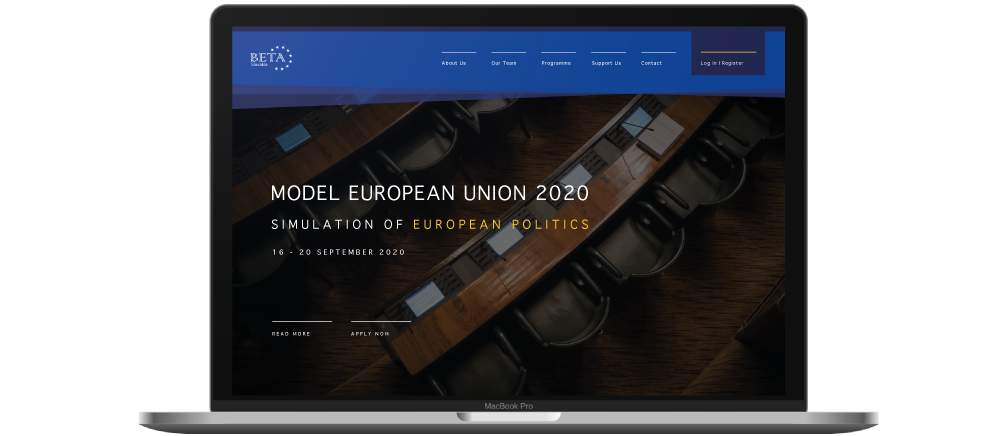 BETA
Slovakia
About Us
Our Team
Programme
Support Us
Contact
Log In | Register
MODEL EUROPEAN UNION 2020
SIMULATION OF EUROPEAN POLITICS
16 - 20 SEPTEMBER 2020
READ MORE
APPLY NOW
MacBook Pro